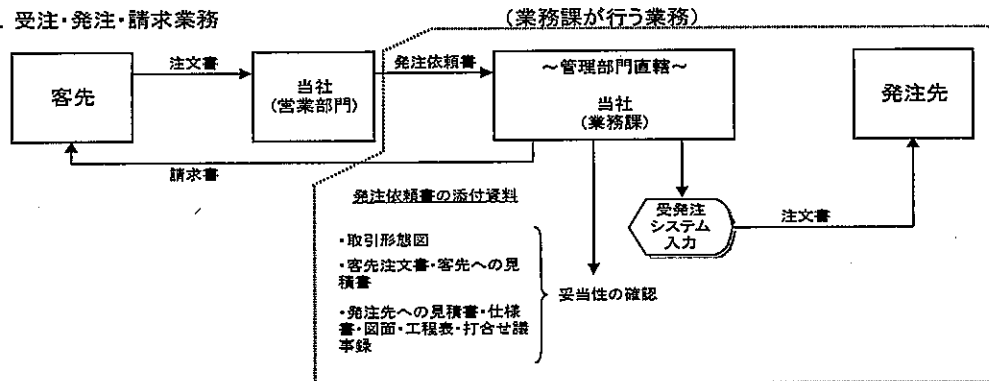 受注・発注・請求業務
(業務課が行う業務)
客先
注文書
当社
(営業部門)
発注依頼書
～管理部門直轄～
当社
(業務課)
発注先
請求書
発注依頼書の添付資料
・取引形態図
・客先注文書・客先への見
積書
・発注先への見積書・仕様
書・図面・工程表・打合せ議
事録
妥当性の確認
受発注
システム
入力
注文書